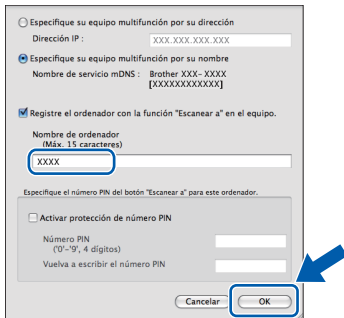 Especifique su equipo multifunción por su dirección
Dirección IP :
XXX.XXX.XXX.XXX
Especifique su equipo multifunción por su nombre
Nombre de servicio mDNS : Brother XXX- XXXX
[XXXXXXXXXXXX]
Registre el ordenador con la función "Escanear a" en el equipo.
Nombre de ordenador
(Máx. 15 caracteres)
XXXX
Especifique el número PIN del botón "Escanear a" para este ordenador.
Activar protección de número PIN
Número PIN
('0'-'9', 4 dígitos)
Vuelva a escribir el número PIN
Cancelar OK